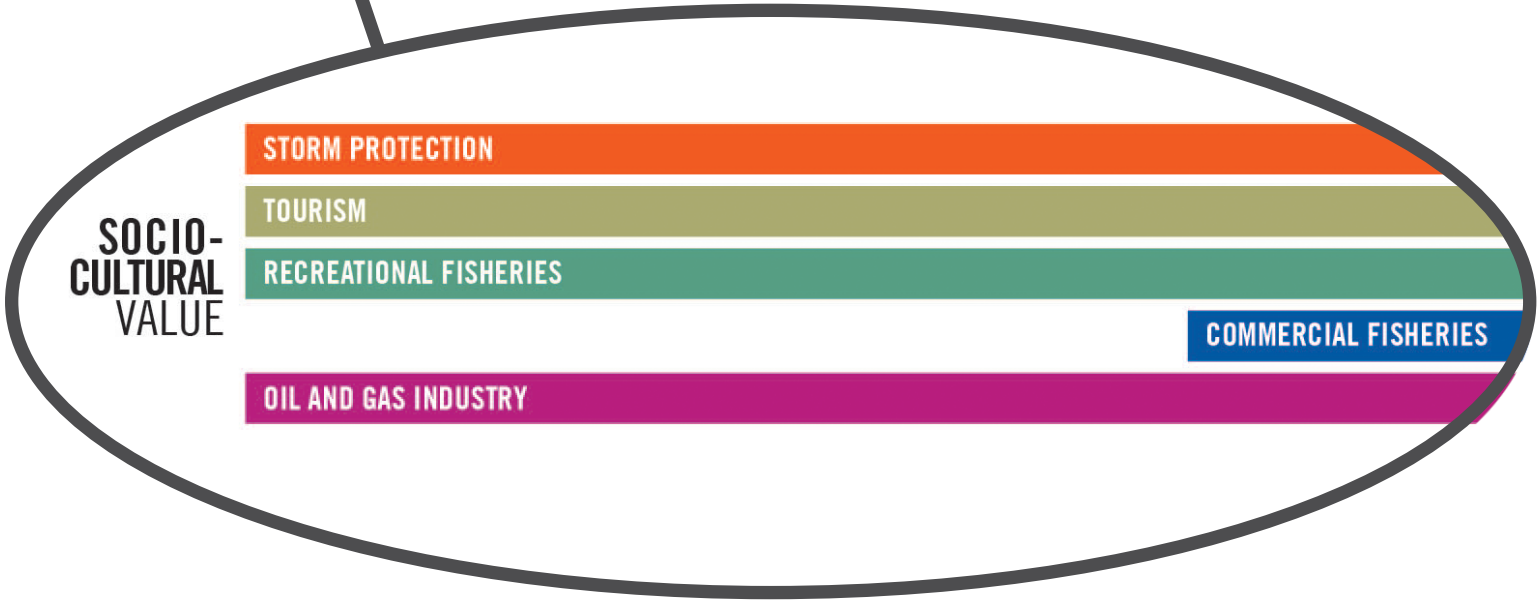 STORM PROTECTION
TOURISM
SOCIO-
CULTURAL
VALUE
RECREATIONAL FISHERIES
COMMERCIAL FISHERIES
OIL AND GAS INDUSTRY